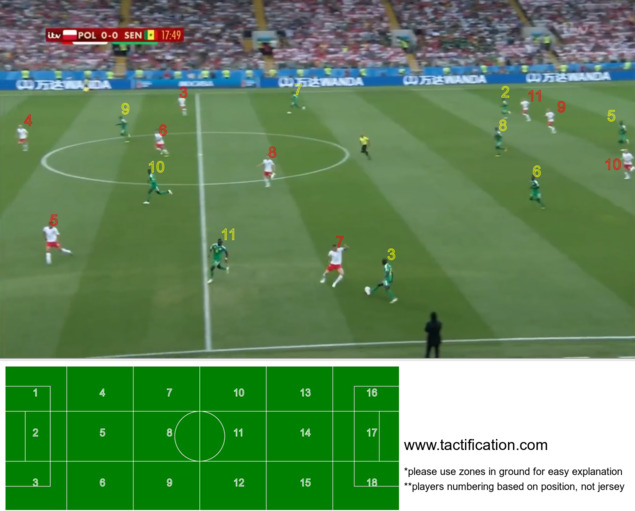 itv POL 0-0 SEN 17:49
万达WANDA 万达WANDA 万达WANDA
3 7 2 11
4 9 6 8 9 5
8 10
10 6
5 11 7 3
1 4 7 10 13 16
2 5 8 11 14 17
3 6 9 12 15 18
www.tactification.com
*please use zones in ground for easy explanation
**players numbering based on position, not jersey